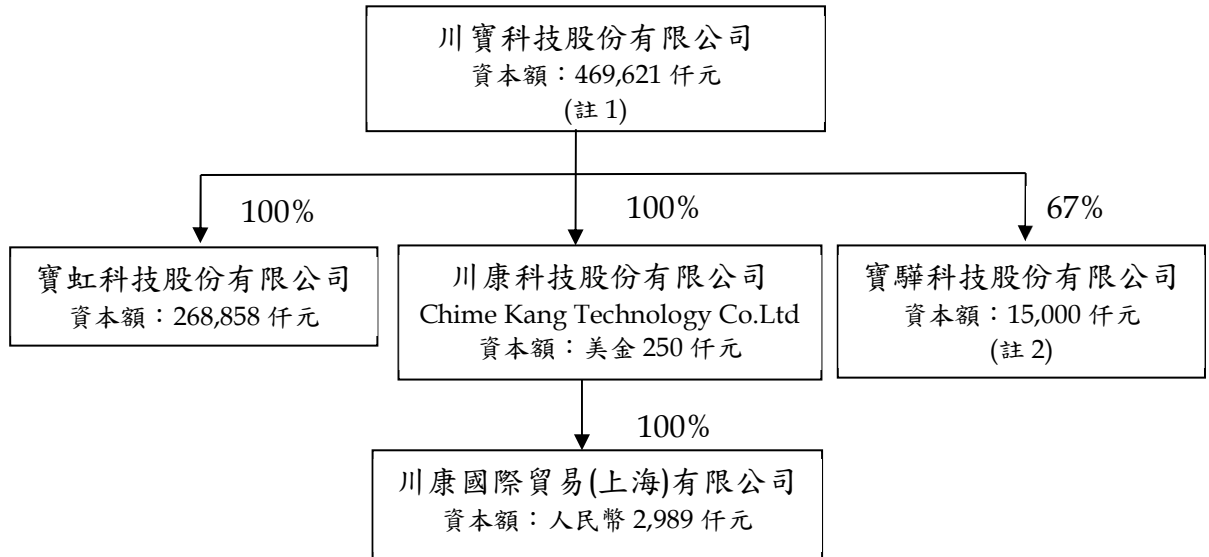 川寶科技股份有限公司
資本額：469,621 仟元
(註 1)
100%
100%
67%
寶虹科技股份有限公司
資本額：268,858 仟元
川康科技股份有限公司
Chime Kang Technology Co.Ltd
資本額：美金 250 仟元
寶驊科技股份有限公司
資本額：15,000 仟元
(註 2)
100%
川康國際貿易(上海)有限公司
資本額：人民幣 2,989 仟元